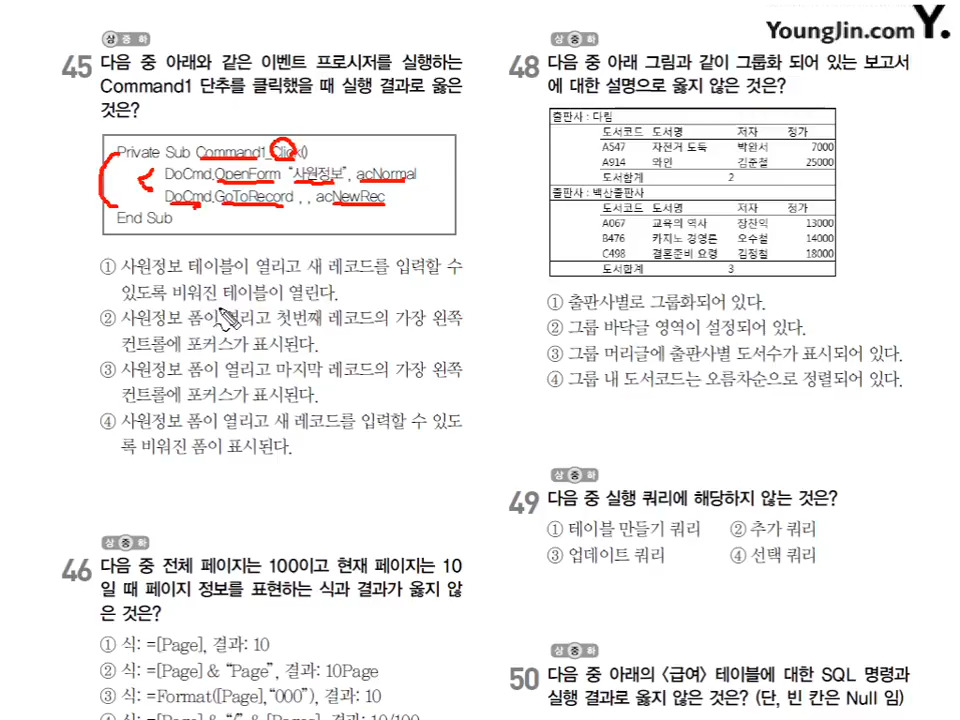 YoungJin.com Y.
상 중 하
45 다음 중 아래와 같은 이벤트 프로시저를 실행하는
Command1 단추를 클릭했을 때 실행 결과로 옳은
것은?
Private Sub Command1_Click()
DoCmd.OpenForm "사원정보", acNormal
DoCmd.GoToRecord , , acNewRec
End Sub
① 사원정보 테이블이 열리고 새 레코드를 입력할 수
있도록 비워진 테이블이 열린다.
② 사원정보 폼이 열리고 첫번째 레코드의 가장 왼쪽
컨트롤에 포커스가 표시된다.
③ 사원정보 폼이 열리고 마지막 레코드의 가장 왼쪽
컨트롤에 포커스가 표시된다.
④ 사원정보 폼이 열리고 새 레코드를 입력할 수 있도
록 비워진 폼이 표시된다.
상 중 하
46 다음 중 전체 페이지는 100이고 현재 페이지는 10
일 때 페이지 정보를 표현하는 식과 결과가 옳지 않
은 것은?
① 식: =[Page], 결과: 10
② 식: =[Page] & "Page", 결과: 10Page
③ 식: =Format([Page],"000"), 결과: 10
④ 식: =[Page] & "/" & [Pages], 결과: 10/100
상 중 하
48 다음 중 아래 그림과 같이 그룹화 되어 있는 보고서
에 대한 설명으로 옳지 않은 것은?
출판사 : 다림
도서코드 도서명 저자 정가
A547 자전거 도둑 박완서 7000
A914 와인 김준철 25000
도서합계 2
출판사 : 백산출판사
도서코드 도서명 저자 정가
A067 교육의 역사 장찬익 13000
B476 카지노 경영론 오수철 14000
C498 결혼준비 요령 김정철 18000
도서합계 3
① 출판사별로 그룹화되어 있다.
② 그룹 바닥글 영역이 설정되어 있다.
③ 그룹 머리글에 출판사별 도서수가 표시되어 있다.
④ 그룹 내 도서코드는 오름차순으로 정렬되어 있다.
상 중 하
49 다음 중 실행 쿼리에 해당하지 않는 것은?
① 테이블 만들기 쿼리 ② 추가 쿼리
③ 업데이트 쿼리 ④ 선택 쿼리
상 중 하
50 다음 중 아래의 〈급여〉 테이블에 대한 SQL 명령과
실행 결과로 옳지 않은 것은? (단, 빈 칸은 Null 임)